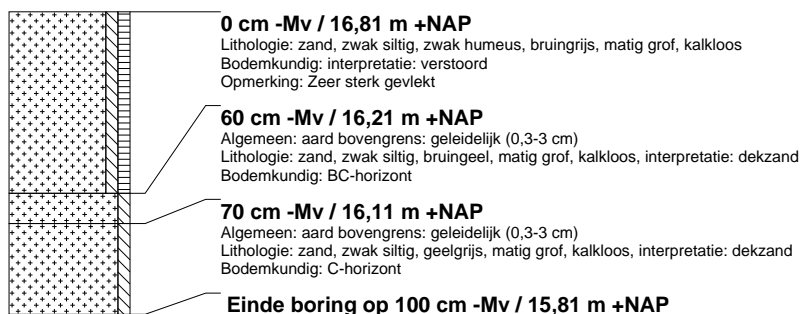 0 cm -Mv / 16,81 m +NAP
Lithologie: zand, zwak siltig, zwak humeus, bruingrijs, matig grof, kalkloos
Bodemkundig: interpretatie: verstoord
Opmerking: Zeer sterk gevlekt
60 cm -Mv / 16,21 m +NAP
Algemeen: aard bovengrens: geleidelijk (0,3-3 cm)
Lithologie: zand, zwak siltig, bruingeel, matig grof, kalkloos, interpretatie: dekzand
Bodemkundig: BC-horizont
70 cm -Mv / 16,11 m +NAP
Algemeen: aard bovengrens: geleidelijk (0,3-3 cm)
Lithologie: zand, zwak siltig, geelgrijs, matig grof, kalkloos, interpretatie: dekzand
Bodemkundig: C-horizont
Einde boring op 100 cm -Mv / 15,81 m +NAP